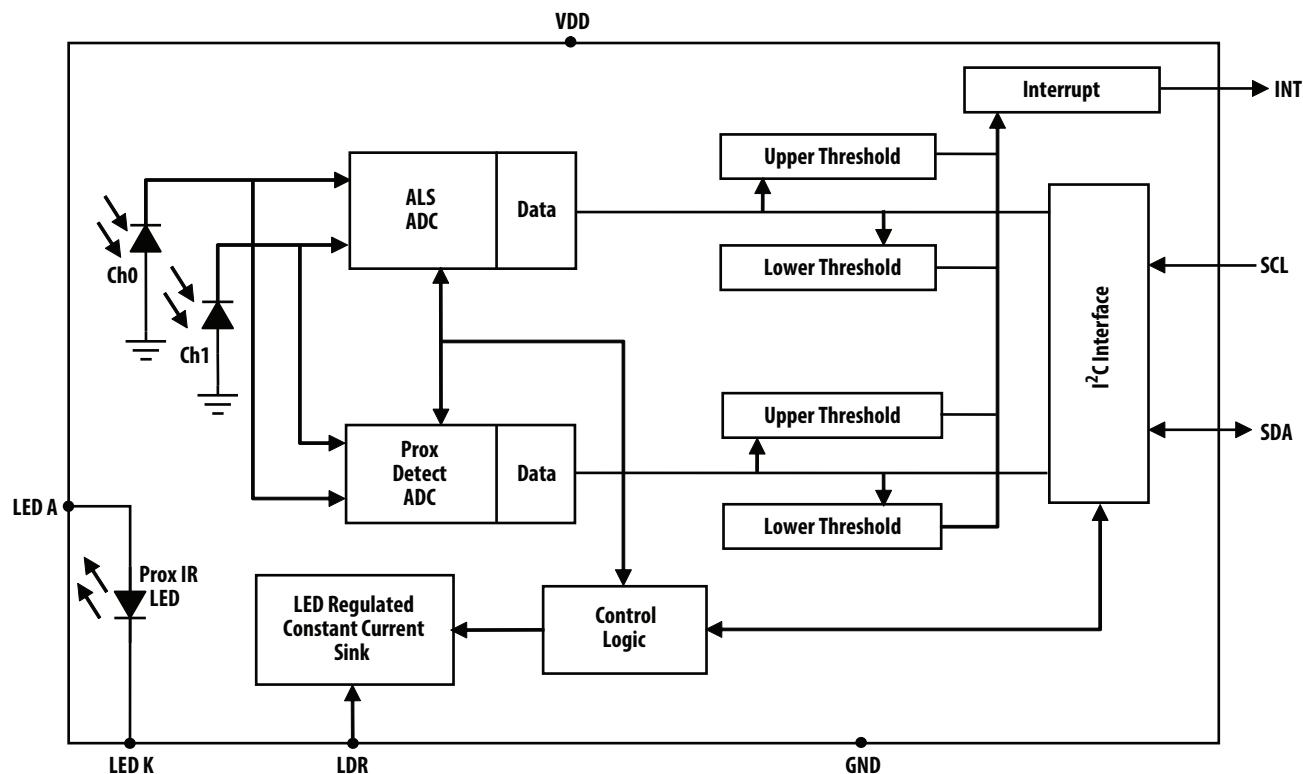 VDD
Interrupt
INT
Upper Threshold
ALS
ADC
Data
Ch0
Lower Threshold
SCL
Ch1
I²C Interface
Upper Threshold
SDA
Prox
Detect
ADC
Data
LED A
Lower Threshold
Prox IR
LED
LED Regulated
Constant Current
Sink
Control
Logic
LED K
LDR
GND